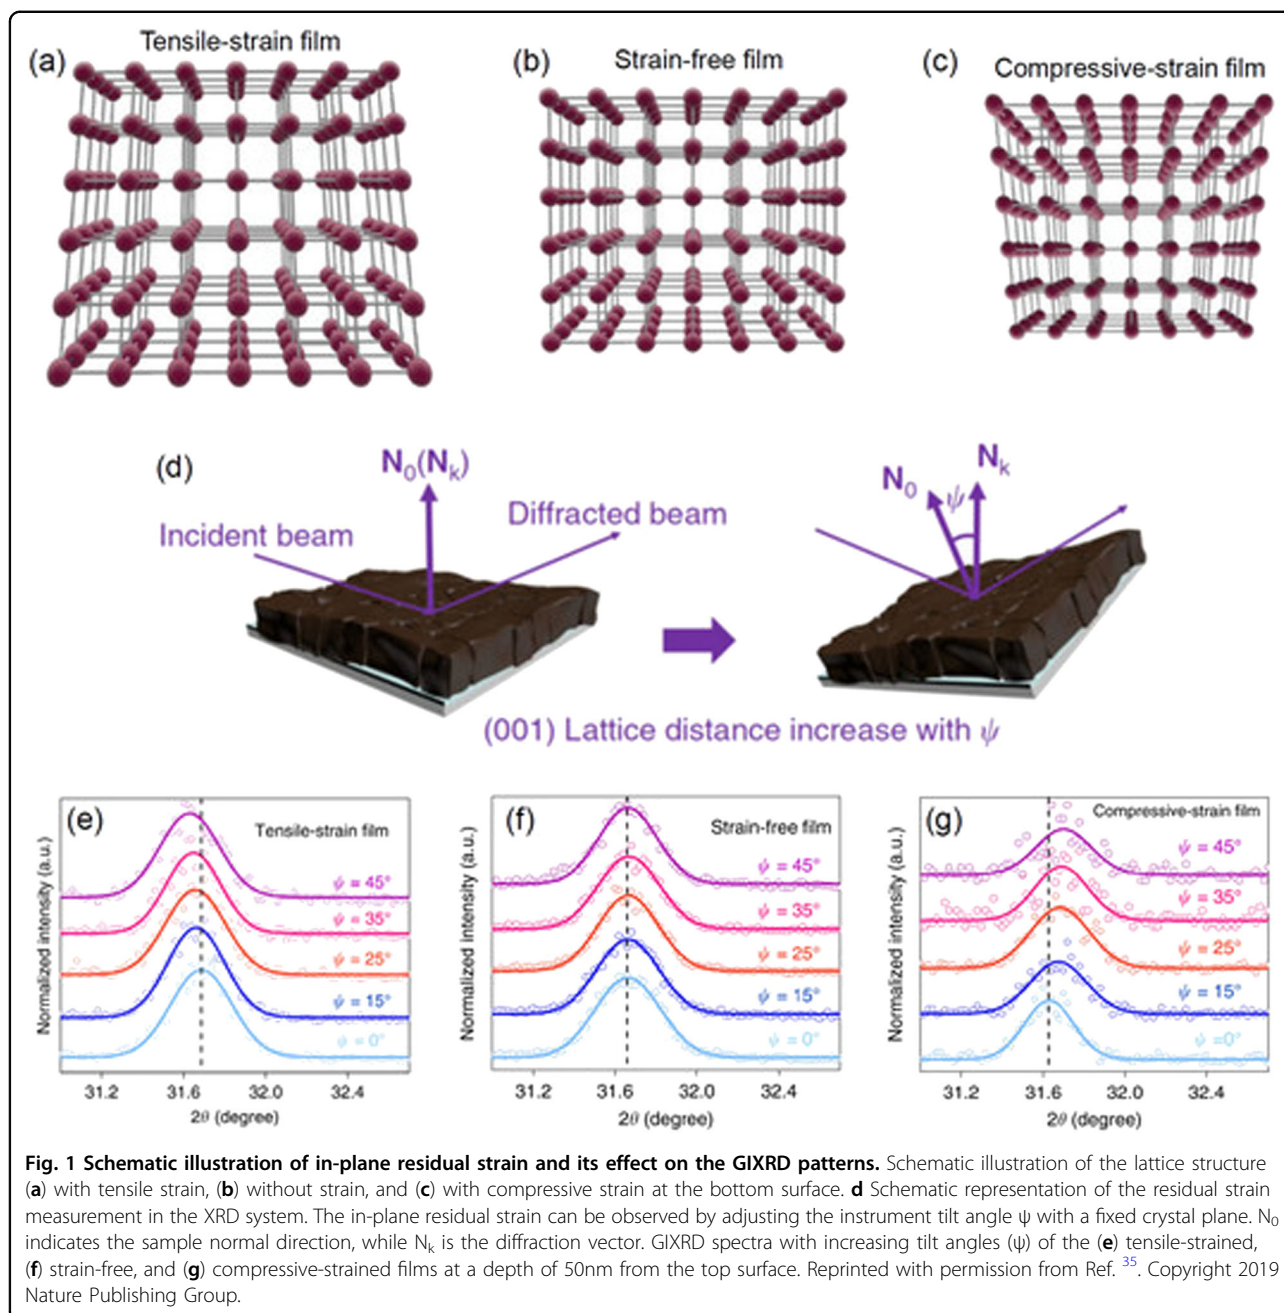 (a)
Tensile-strain film
(b)
Strain-free film
(c)
Compressive-strain film
(d)
N₀(Nₖ)
Incident beam
Diffracted beam
N₀
ψ
Nₖ
(001) Lattice distance increase with ψ
(e)
Tensile-strain film
ψ = 45°
ψ = 35°
ψ = 25°
ψ = 15°
ψ = 0°
Normalized intensity (a.u.)
31.2 31.6 32.0 32.4
2θ (degree)
(f)
Strain-free film
ψ = 45°
ψ = 35°
ψ = 25°
ψ = 15°
ψ = 0°
Normalized intensity (a.u.)
31.2 31.6 32.0 32.4
2θ (degree)
(g)
Compressive-strain film
ψ = 45°
ψ = 35°
ψ = 25°
ψ = 15°
ψ =0°
Normalized intensity (a.u.)
31.2 31.6 32.0 32.4
2θ (degree)
Fig. 1 Schematic illustration of in-plane residual strain and its effect on the GIXRD patterns. Schematic illustration of the lattice structure
(a) with tensile strain, (b) without strain, and (c) with compressive strain at the bottom surface. d Schematic representation of the residual strain
measurement in the XRD system. The in-plane residual strain can be observed by adjusting the instrument tilt angle ψ with a fixed crystal plane. N₀
indicates the sample normal direction, while Nₖ is the diffraction vector. GIXRD spectra with increasing tilt angles (ψ) of the (e) tensile-strained,
(f) strain-free, and (g) compressive-strained films at a depth of 50nm from the top surface. Reprinted with permission from Ref. ³⁵. Copyright 2019
Nature Publishing Group.